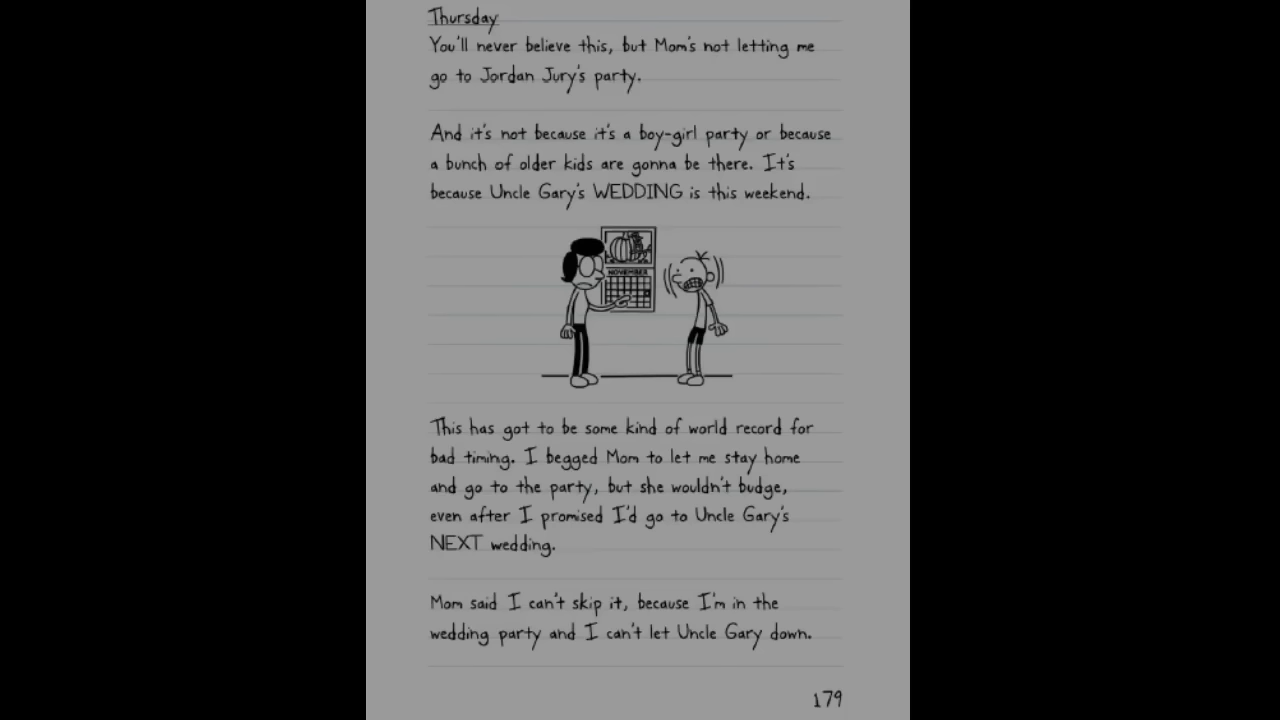 Thursday
You'll never believe this, but Mom's not letting me
go to Jordan Jury's party.
And it's not because it's a boy-girl party or because
a bunch of older kids are gonna be there. It's
because Uncle Gary's WEDDING is this weekend.
NOVEMBER
This has got to be some kind of world record for
bad timing. I begged Mom to let me stay home
and go to the party, but she wouldn't budge,
even after I promised I'd go to Uncle Gary's
NEXT wedding.
Mom said I can't skip it, because I'm in the
wedding party and I can't let Uncle Gary down.
179